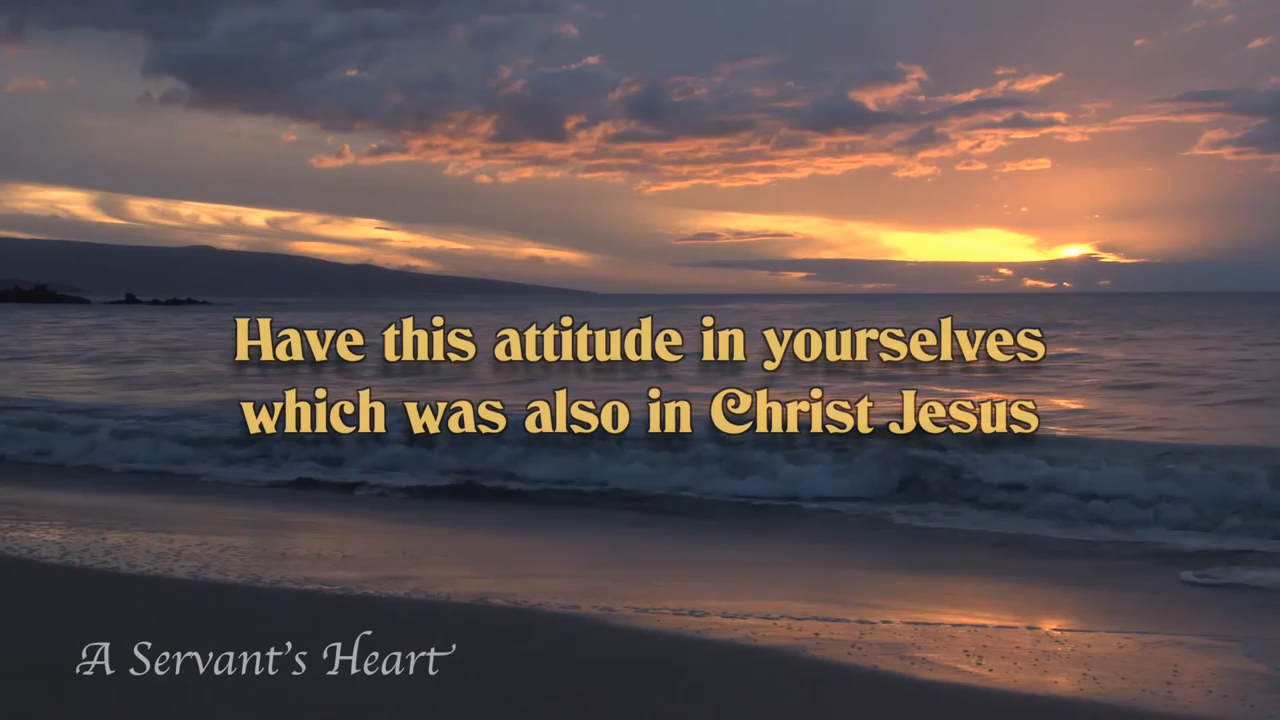 Have this attitude in yourselves
which was also in Christ Jesus
A Servant's Heart